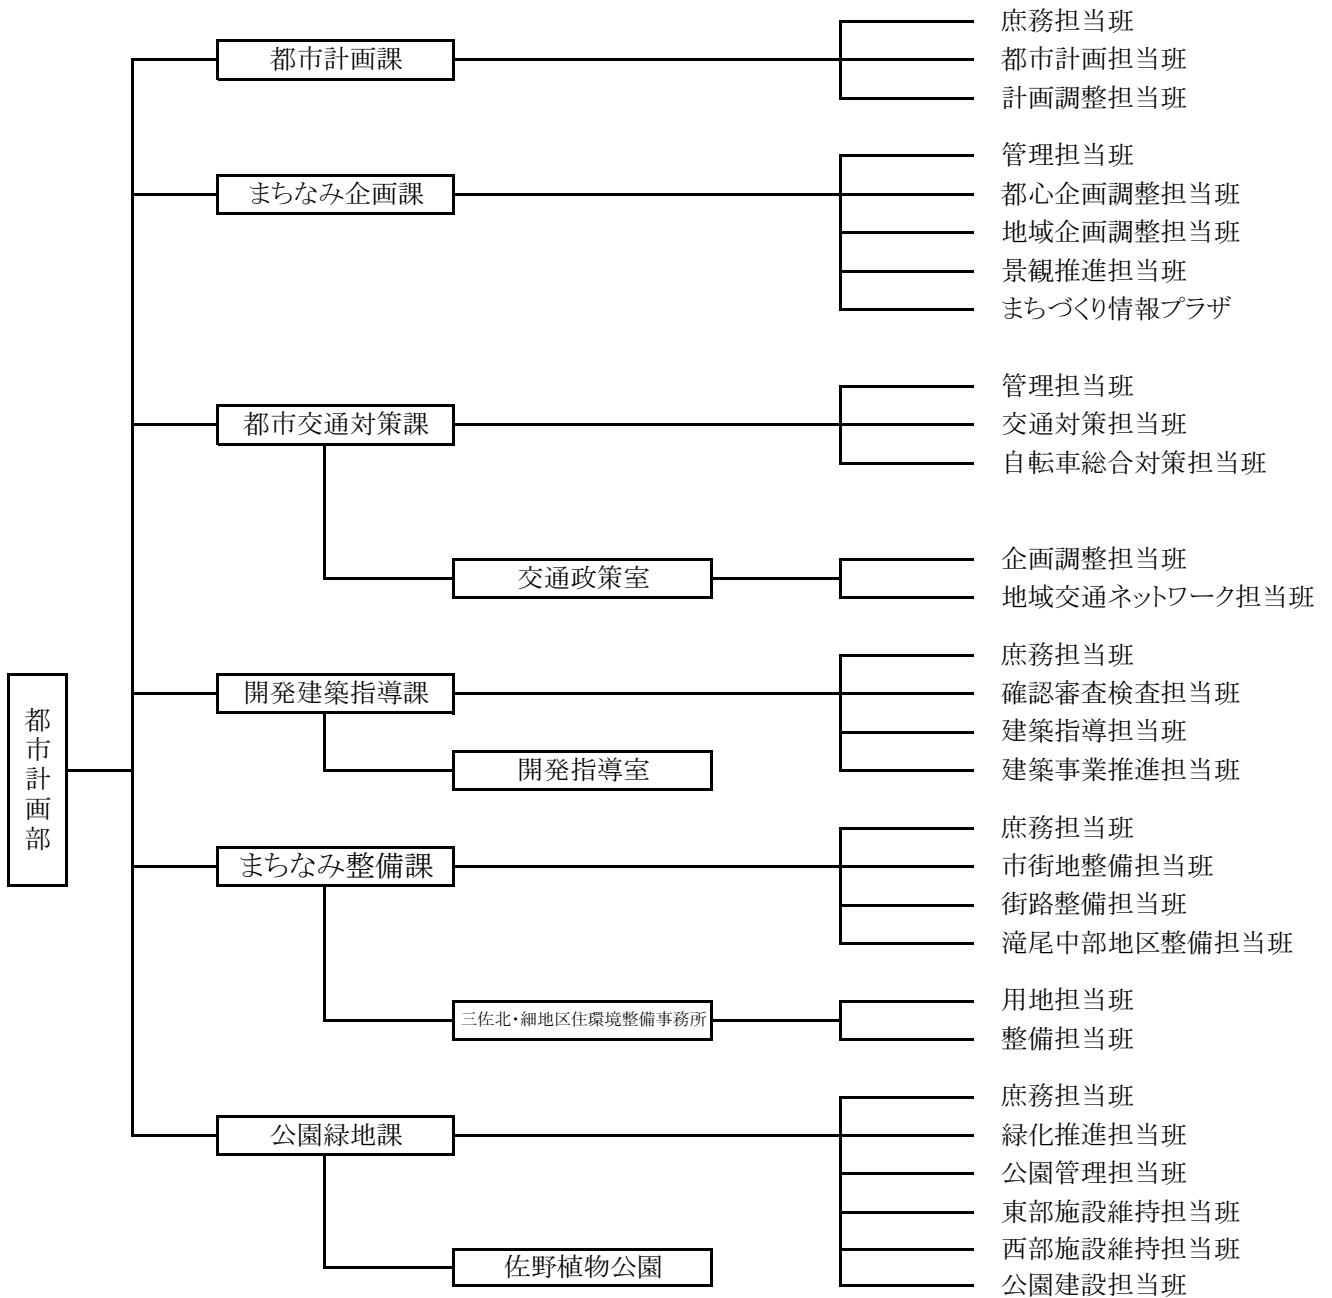 都市計画部
都市計画課
庶務担当班
都市計画担当班
計画調整担当班
まちなみ企画課
管理担当班
都心企画調整担当班
地域企画調整担当班
景観推進担当班
まちづくり情報プラザ
都市交通対策課
管理担当班
交通対策担当班
自転車総合対策担当班
交通政策室
企画調整担当班
地域交通ネットワーク担当班
開発建築指導課
庶務担当班
確認審査検査担当班
建築指導担当班
建築事業推進担当班
開発指導室
まちなみ整備課
庶務担当班
市街地整備担当班
街路整備担当班
滝尾中部地区整備担当班
三佐北・細地区住環境整備事務所
用地担当班
整備担当班
公園緑地課
庶務担当班
緑化推進担当班
公園管理担当班
東部施設維持担当班
西部施設維持担当班
公園建設担当班
佐野植物公園